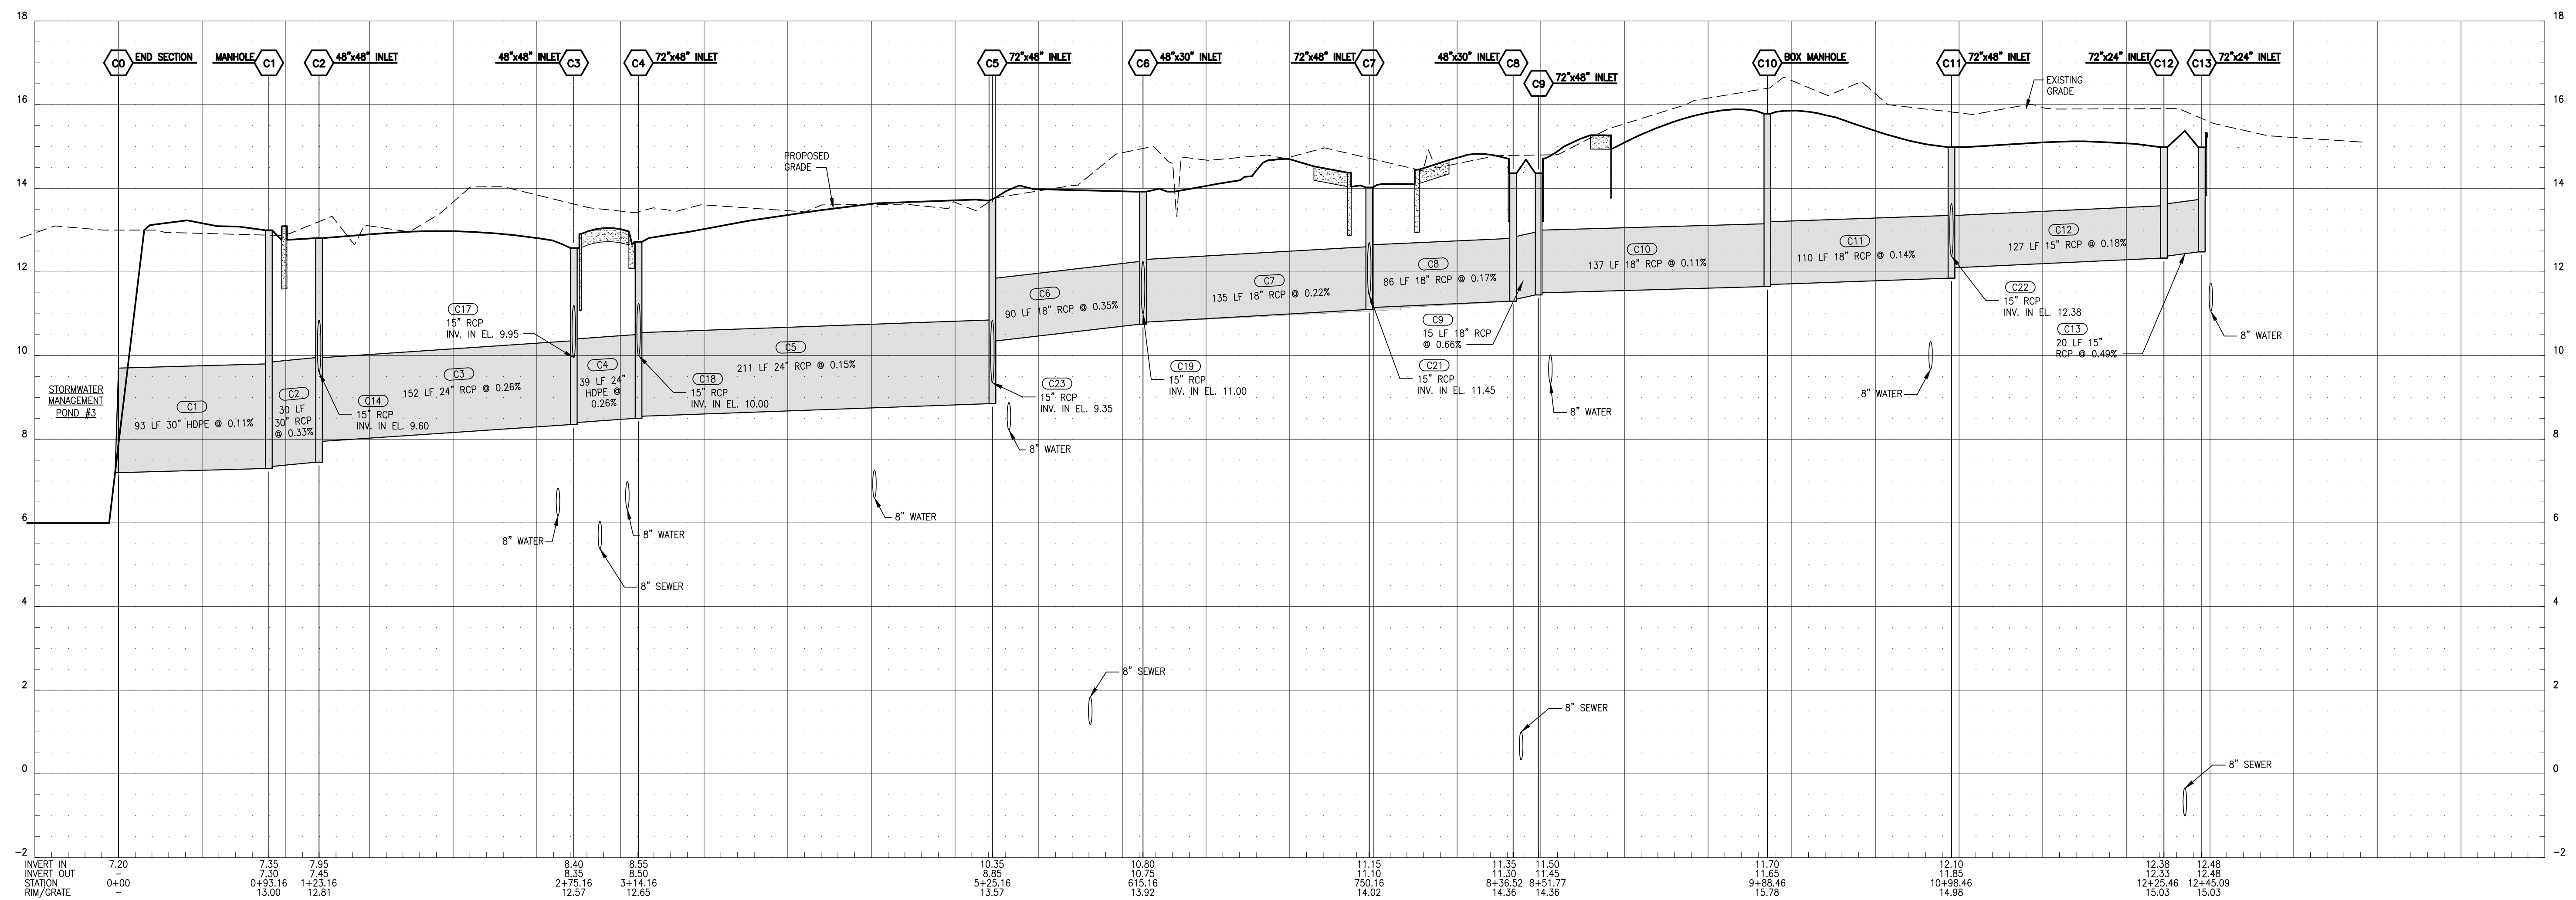 18
18
C0 END SECTION
MANHOLE C1
C2 48"x48" INLET
48"x48" INLET C3
C4 72"x48" INLET
C5 72"x48" INLET
C6 48"x30" INLET
72"x48" INLET C7
48"x30" INLET C8
C9 72"x48" INLET
C10 BOX MANHOLE
C11 72"x48" INLET
72"x24" INLET C12
C13 72"x24" INLET
EXISTING
GRADE
16
16
PROPOSED
GRADE
14
14
12
12
C17
15" RCP
INV. IN EL. 9.95
C6
90 LF 18" RCP @ 0.35%
C7
135 LF 18" RCP @ 0.22%
C8
86 LF 18" RCP @ 0.17%
C10
137 LF 18" RCP @ 0.11%
C11
110 LF 18" RCP @ 0.14%
C12
127 LF 15" RCP @ 0.18%
C9
15 LF 18" RCP
@ 0.66%
C22
15" RCP
INV. IN EL. 12.38
C13
20 LF 15"
RCP @ 0.49%
8" WATER
10
10
STORMWATER
MANAGEMENT
POND #3
C1
93 LF 30" HDPE @ 0.11%
C2
30 LF
30" RCP
@ 0.33%
C14
15" RCP
INV. IN EL. 9.60
C3
152 LF 24" RCP @ 0.26%
C4
39 LF 24"
HDPE @
0.26%
C18
15" RCP
INV. IN EL. 10.00
C5
211 LF 24" RCP @ 0.15%
C23
15" RCP
INV. IN EL. 9.35
C19
15" RCP
INV. IN EL. 11.00
C21
15" RCP
INV. IN EL. 11.45
8" WATER
8" WATER
8" WATER
8
8
8" WATER
8" WATER
8" WATER
6
6
8" SEWER
4
4
8" SEWER
2
2
8" SEWER
0
0
8" SEWER
-2
-2
INVERT IN 7.20 7.35 7.95 8.40 8.55 10.35 10.80 11.15 11.35 11.50 11.70 12.10 12.38 12.48
INVERT OUT - 7.30 7.45 8.35 8.50 8.85 10.75 11.10 11.30 11.45 11.65 11.85 12.33 12.48
STATION 0+00 0+93.16 1+23.16 2+75.16 3+14.16 5+25.16 615.16 750.16 8+36.52 8+51.77 9+88.46 10+98.46 12+25.46 12+45.09
RIM/GRATE - 13.00 12.81 12.57 12.65 13.57 13.92 14.02 14.36 14.36 15.78 14.98 15.03 15.03